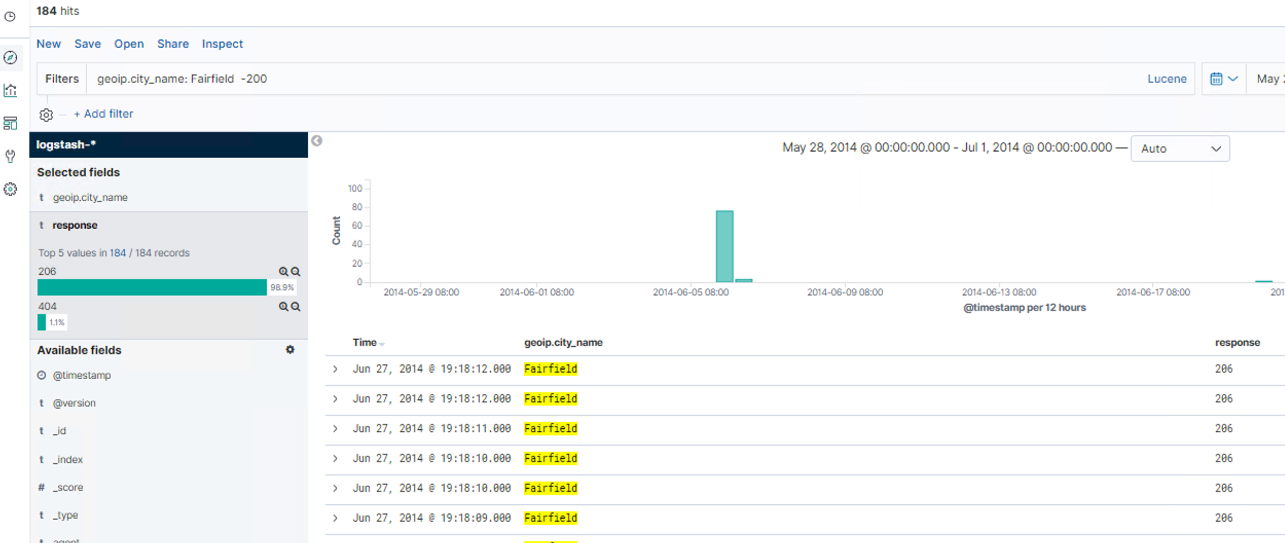 184 hits
New Save Open Share Inspect
Filters geoip.city_name: Fairfield -200 Lucene May
+ Add filter
logstash-*
May 28, 2014 @ 00:00:00.000 - Jul 1, 2014 @ 00:00:00.000 — Auto
Selected fields
t geoip.city_name
t response
Top 5 values in 184 / 184 records
206
98.9%
404
1.1%
Available fields
@timestamp
t @version
t _id
t _index
# _score
t _type
t agent
Count
100
80
60
40
20
0
2014-05-29 08:00 2014-06-01 08:00 2014-06-05 08:00 2014-06-09 08:00 2014-06-13 08:00 2014-06-17 08:00 201
@timestamp per 12 hours
Time geoip.city_name response
Jun 27, 2014 @ 19:18:12.000 Fairfield 206
Jun 27, 2014 @ 19:18:12.000 Fairfield 206
Jun 27, 2014 @ 19:18:11.000 Fairfield 206
Jun 27, 2014 @ 19:18:10.000 Fairfield 206
Jun 27, 2014 @ 19:18:10.000 Fairfield 206
Jun 27, 2014 @ 19:18:09.000 Fairfield 206